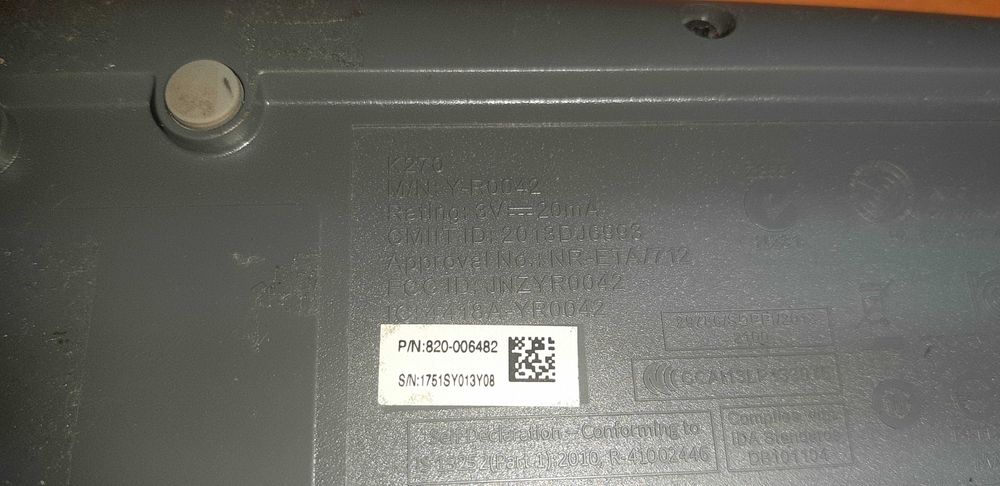 K270
M/N: Y-R0042
Rating: 3V⎓20mA
CMIIT ID: 2013DJ6993
Approval No.: NR-ETA/712
FCC ID: JNZYR0042
IC: 4418A-YR0042
P/N:820-006482
S/N:1751SY013Y08
Self Declaration - Conforming to
IS 13252(Part 1):2010, R-41002446
Complies with
IDA Standards
DB101104